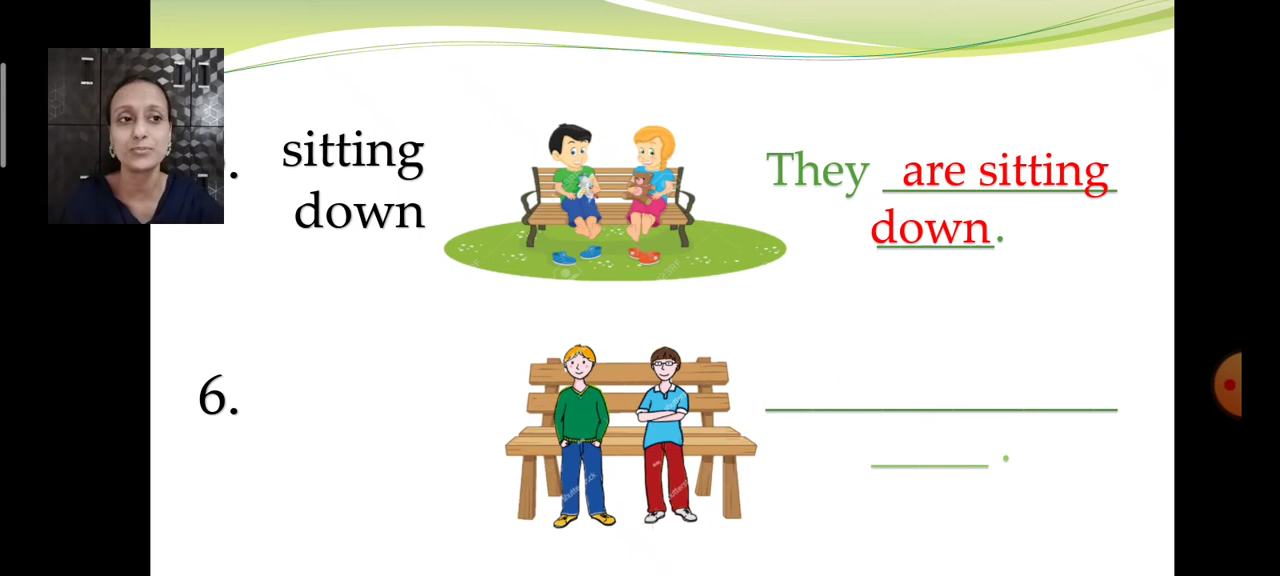 . sitting
down
They are sitting
down.
6.
.